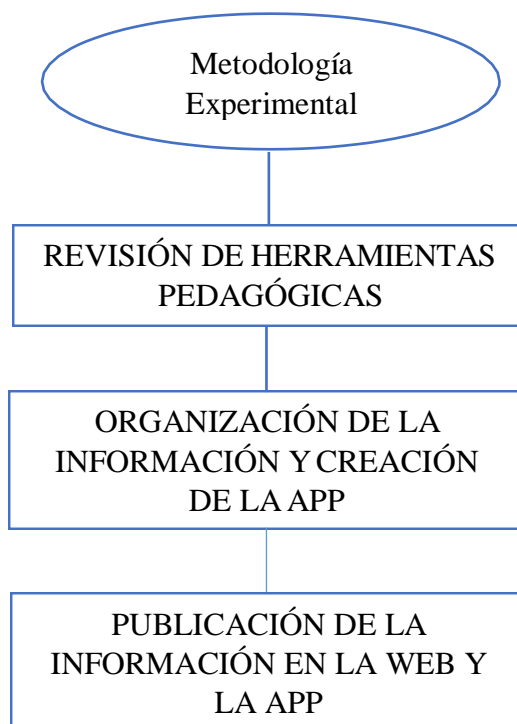 Metodología
Experimental
REVISIÓN DE HERRAMIENTAS
PEDAGÓGICAS
ORGANIZACIÓN DE LA
INFORMACIÓN Y CREACIÓN
DE LA APP
PUBLICACIÓN DE LA
INFORMACIÓN EN LA WEB Y
LA APP